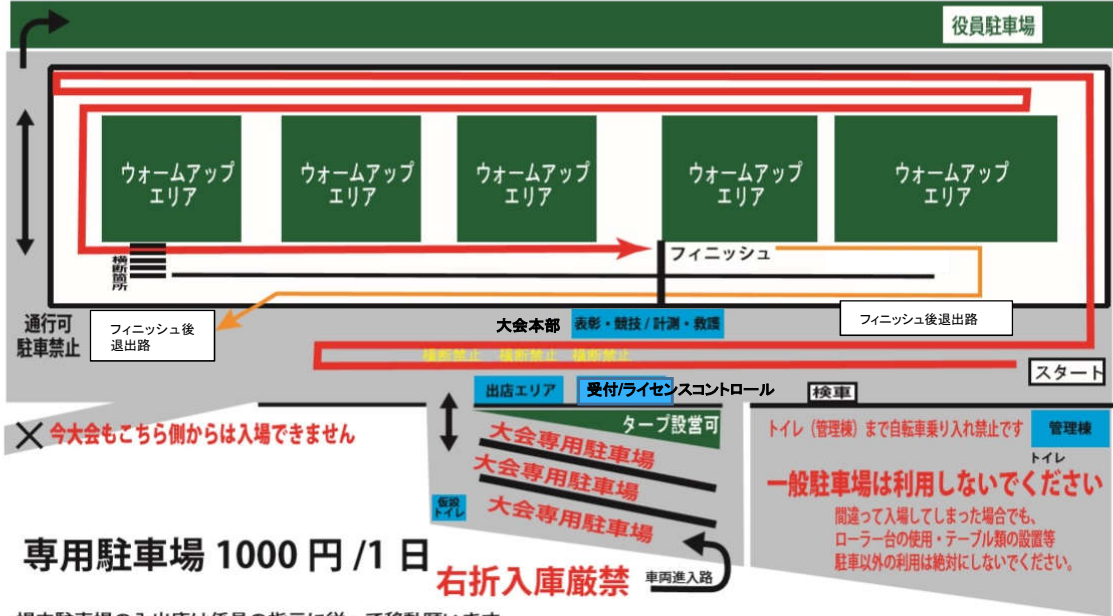 役員駐車場
ウォームアップ
エリア
ウォームアップ
エリア
ウォームアップ
エリア
ウォームアップ
エリア
ウォームアップ
エリア
横断箇所
フィニッシュ
通行可
駐車禁止
フィニッシュ後
退出路
大会本部
表彰・競技/計測・救護
フィニッシュ後退出路
横断禁止 横断禁止 横断禁止
スタート
出店エリア
受付/ライセンスコントロール
検車
×今大会もこちら側からは入場できません
タープ設営可
大会専用駐車場
大会専用駐車場
大会専用駐車場
仮設
トイレ
トイレ（管理棟）まで自転車乗り入れ禁止です
管理棟
トイレ
一般駐車場は利用しないでください
間違って入場してしまった場合でも、
ローラー台の使用・テーブル類の設置等
駐車以外の利用は絶対にしないでください。
専用駐車場 1000 円 /1 日
右折入庫厳禁
車両進入路